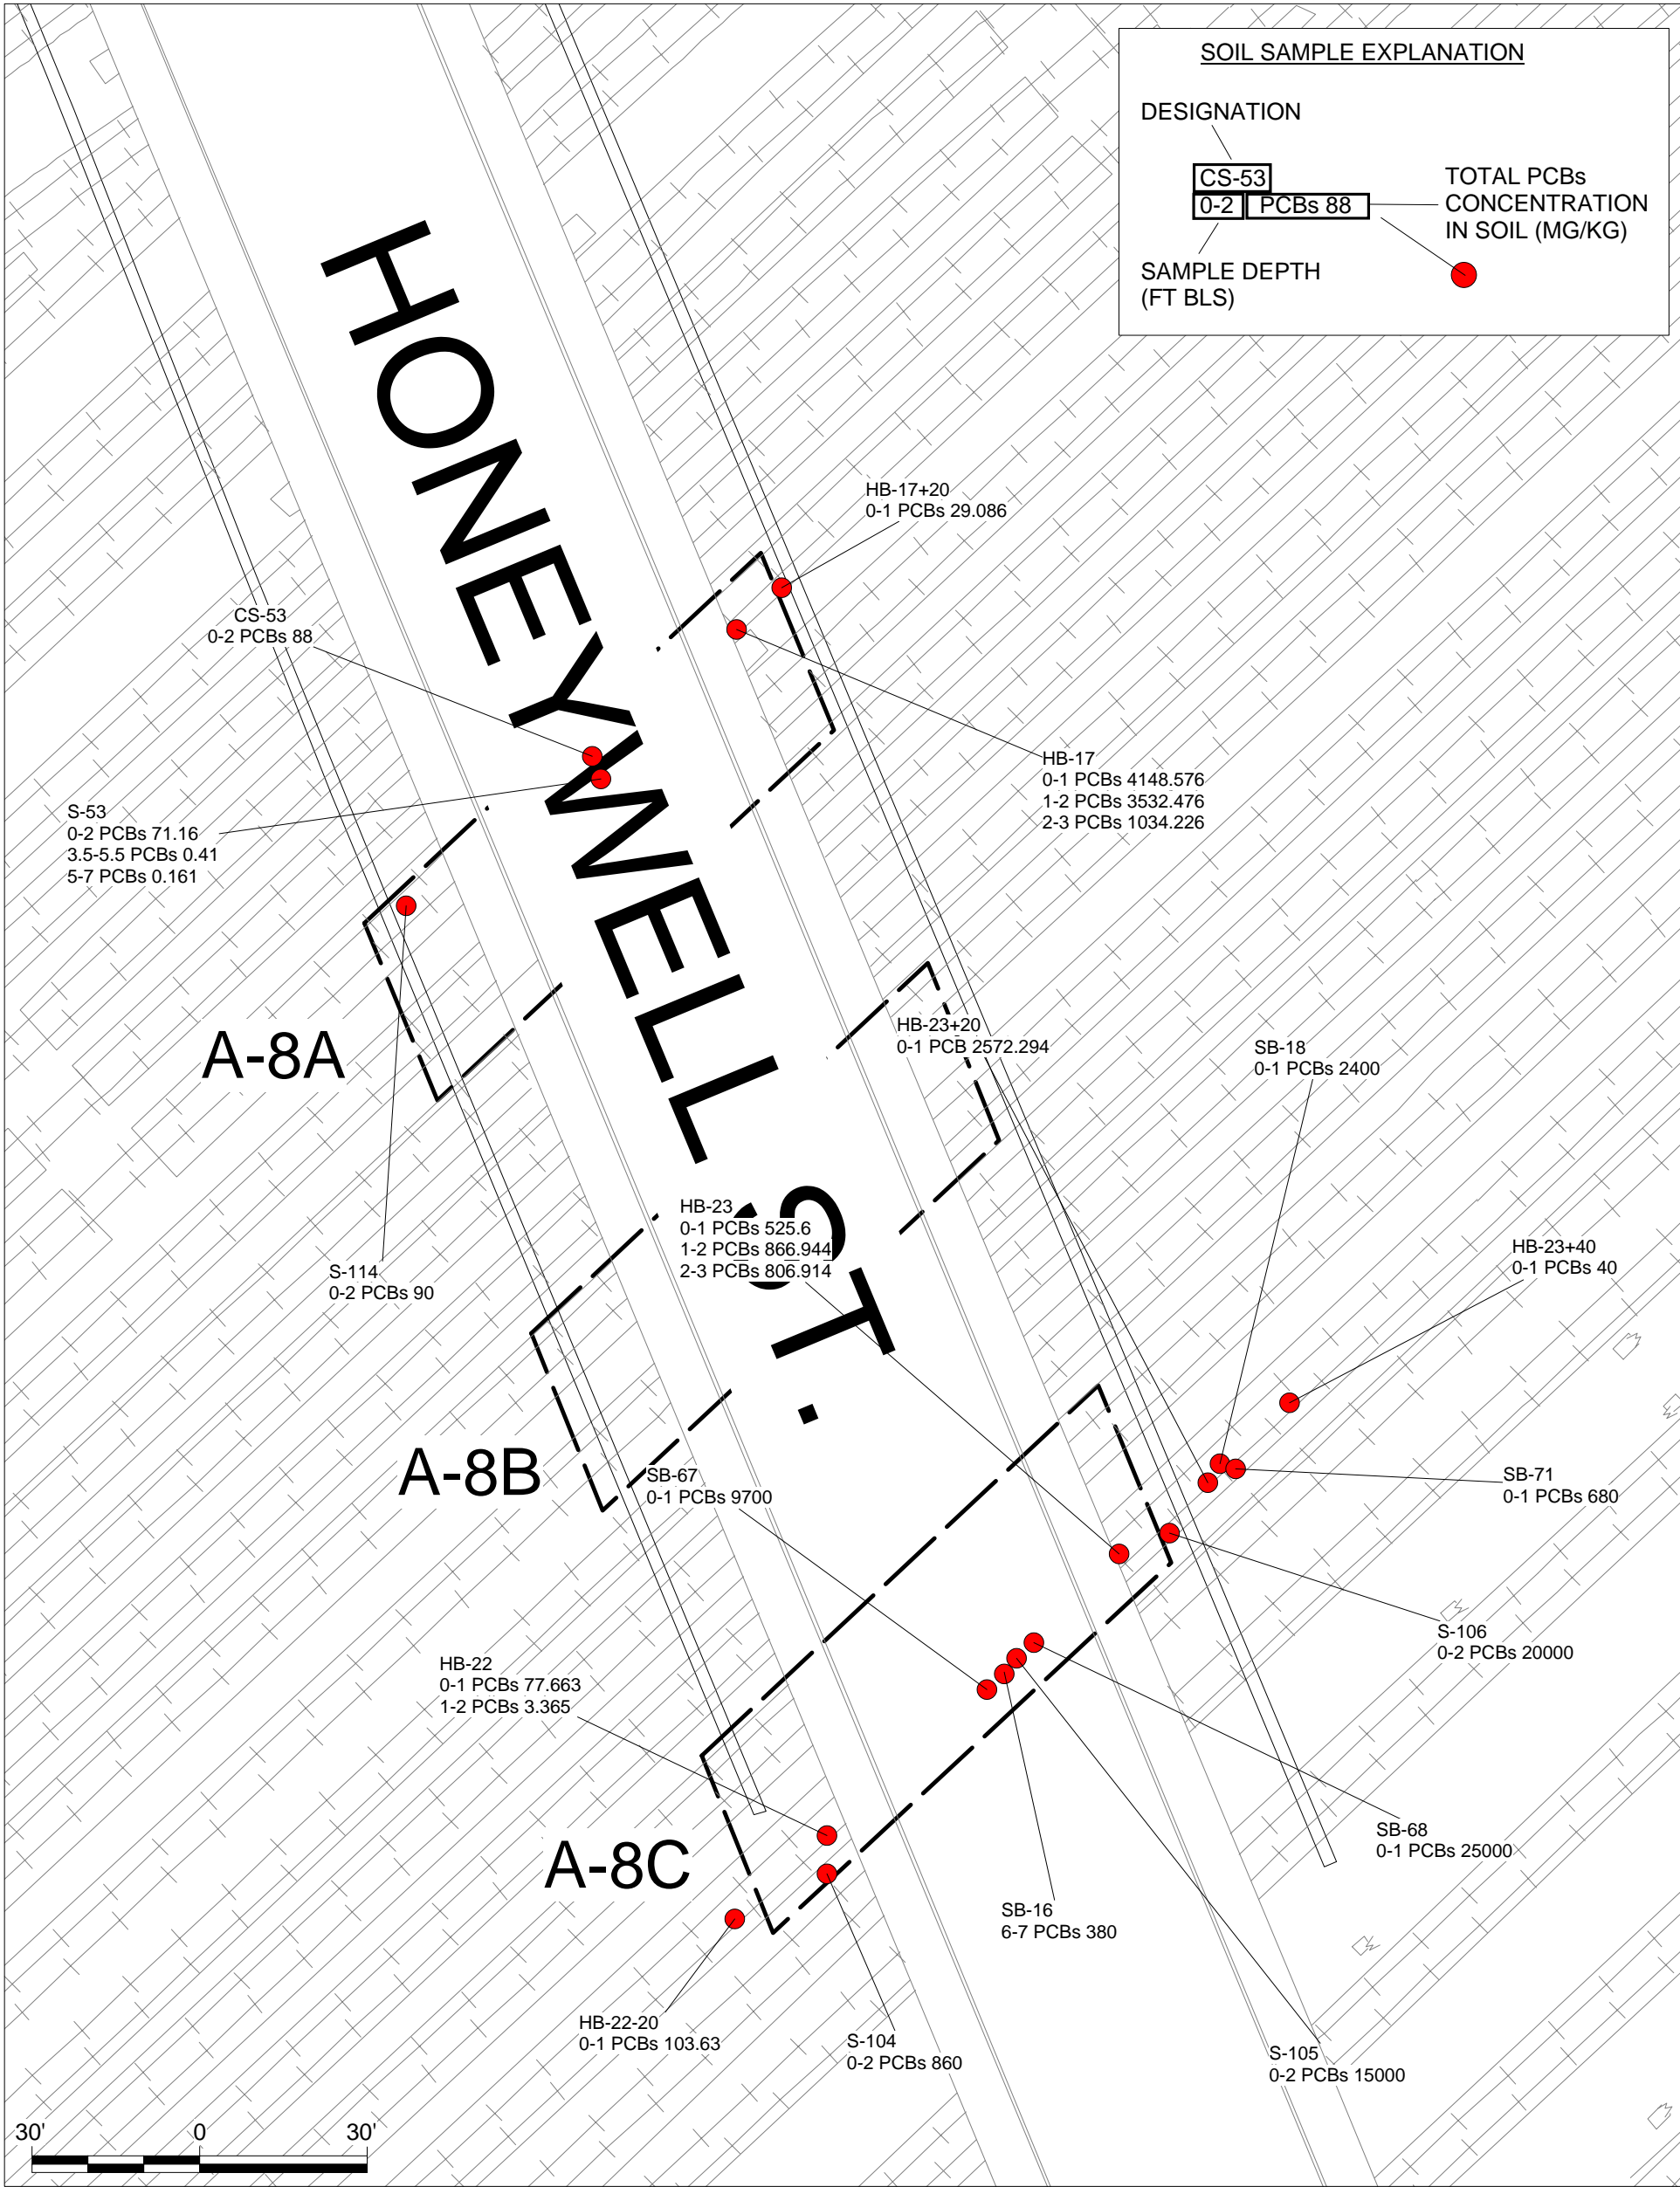 SOIL SAMPLE EXPLANATION
DESIGNATION
CS-53
0-2 PCBs 88
TOTAL PCBs
CONCENTRATION
IN SOIL (MG/KG)
SAMPLE DEPTH
(FT BLS)
HONEYWELL ST.
HB-17+20
0-1 PCBs 29.086
CS-53
0-2 PCBs 88
HB-17
0-1 PCBs 4148.576
1-2 PCBs 3532.476
2-3 PCBs 1034.226
S-53
0-2 PCBs 71.16
3.5-5.5 PCBs 0.41
5-7 PCBs 0.161
A-8A
HB-23+20
0-1 PCB 2572.294
SB-18
0-1 PCBs 2400
HB-23
0-1 PCBs 525.6
1-2 PCBs 866.944
2-3 PCBs 806.914
HB-23+40
0-1 PCBs 40
S-114
0-2 PCBs 90
A-8B
SB-67
0-1 PCBs 9700
SB-71
0-1 PCBs 680
S-106
0-2 PCBs 20000
HB-22
0-1 PCBs 77.663
1-2 PCBs 3.365
A-8C
SB-68
0-1 PCBs 25000
SB-16
6-7 PCBs 380
HB-22-20
0-1 PCBs 103.63
S-104
0-2 PCBs 860
S-105
0-2 PCBs 15000
30' 0 30'